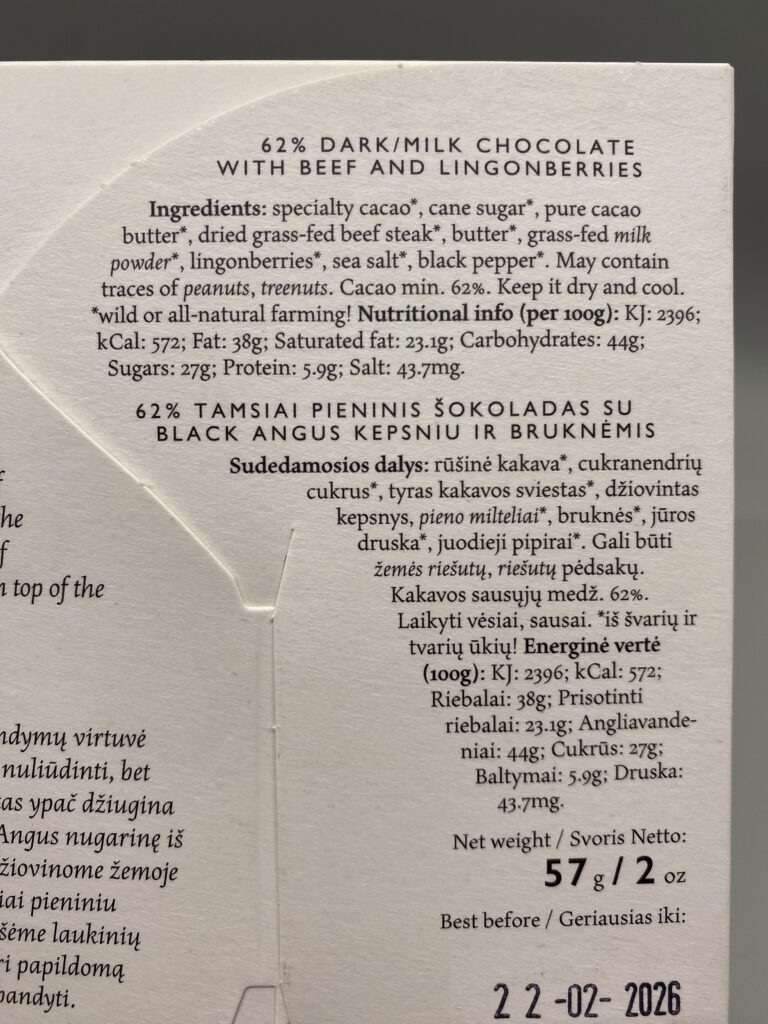 62% DARK/MILK CHOCOLATE
WITH BEEF AND LINGONBERRIES
Ingredients: specialty cacao*, cane sugar*, pure cacao
butter*, dried grass-fed beef steak*, butter*, grass-fed milk
powder*, lingonberries*, sea salt*, black pepper*. May contain
traces of peanuts, treenuts. Cacao min. 62%. Keep it dry and cool.
*wild or all-natural farming! Nutritional info (per 100g): KJ: 2396;
kCal: 572; Fat: 38g; Saturated fat: 23.1g; Carbohydrates: 44g;
Sugars: 27g; Protein: 5.9g; Salt: 43.7mg.
62% TAMSIAI PIENINIS ŠOKOLADAS SU
BLACK ANGUS KEPSNIU IR BRUKNĖMIS
Sudedamosios dalys: rūšinė kakava*, cukranendrių
cukrus*, tyras kakavos sviestas*, džiovintas
kepsnys, pieno milteliai*, bruknės*, jūros
druska*, juodieji pipirai*. Gali būti
žemės riešutų, riešutų pėdsakų.
Kakavos sausųjų medž. 62%.
Laikyti vėsiai, sausai. *iš švarių ir
tvarių ūkių! Energinė vertė
(100g): KJ: 2396; kCal: 572;
Riebalai: 38g; Prisotinti
riebalai: 23.1g; Angliavande-
niai: 44g; Cukrūs: 27g;
Baltymai: 5.9g; Druska:
43.7mg.
Net weight / Svoris Netto:
57 g / 2 oz
Best before / Geriausias iki:
22-02-2026
top of the
virtuvė
nuliūdinti, bet
ypač džiugina
Angus nugarinę iš
žemoje
pieniniu
laukinių
papildomą